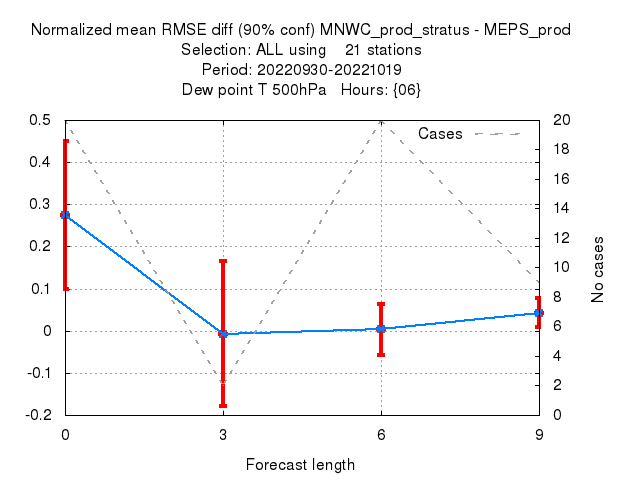 Normalized mean RMSE diff (90% conf) MNWC_prod_stratus - MEPS_prod
Selection: ALL using 21 stations
Period: 20220930-20221019
Dew point T 500hPa Hours: {06}
Cases
0.5
0.4
0.3
0.2
0.1
0
-0.1
-0.2
20
18
16
14
12
10
8
6
4
2
0
No cases
0 3 6 9
Forecast length